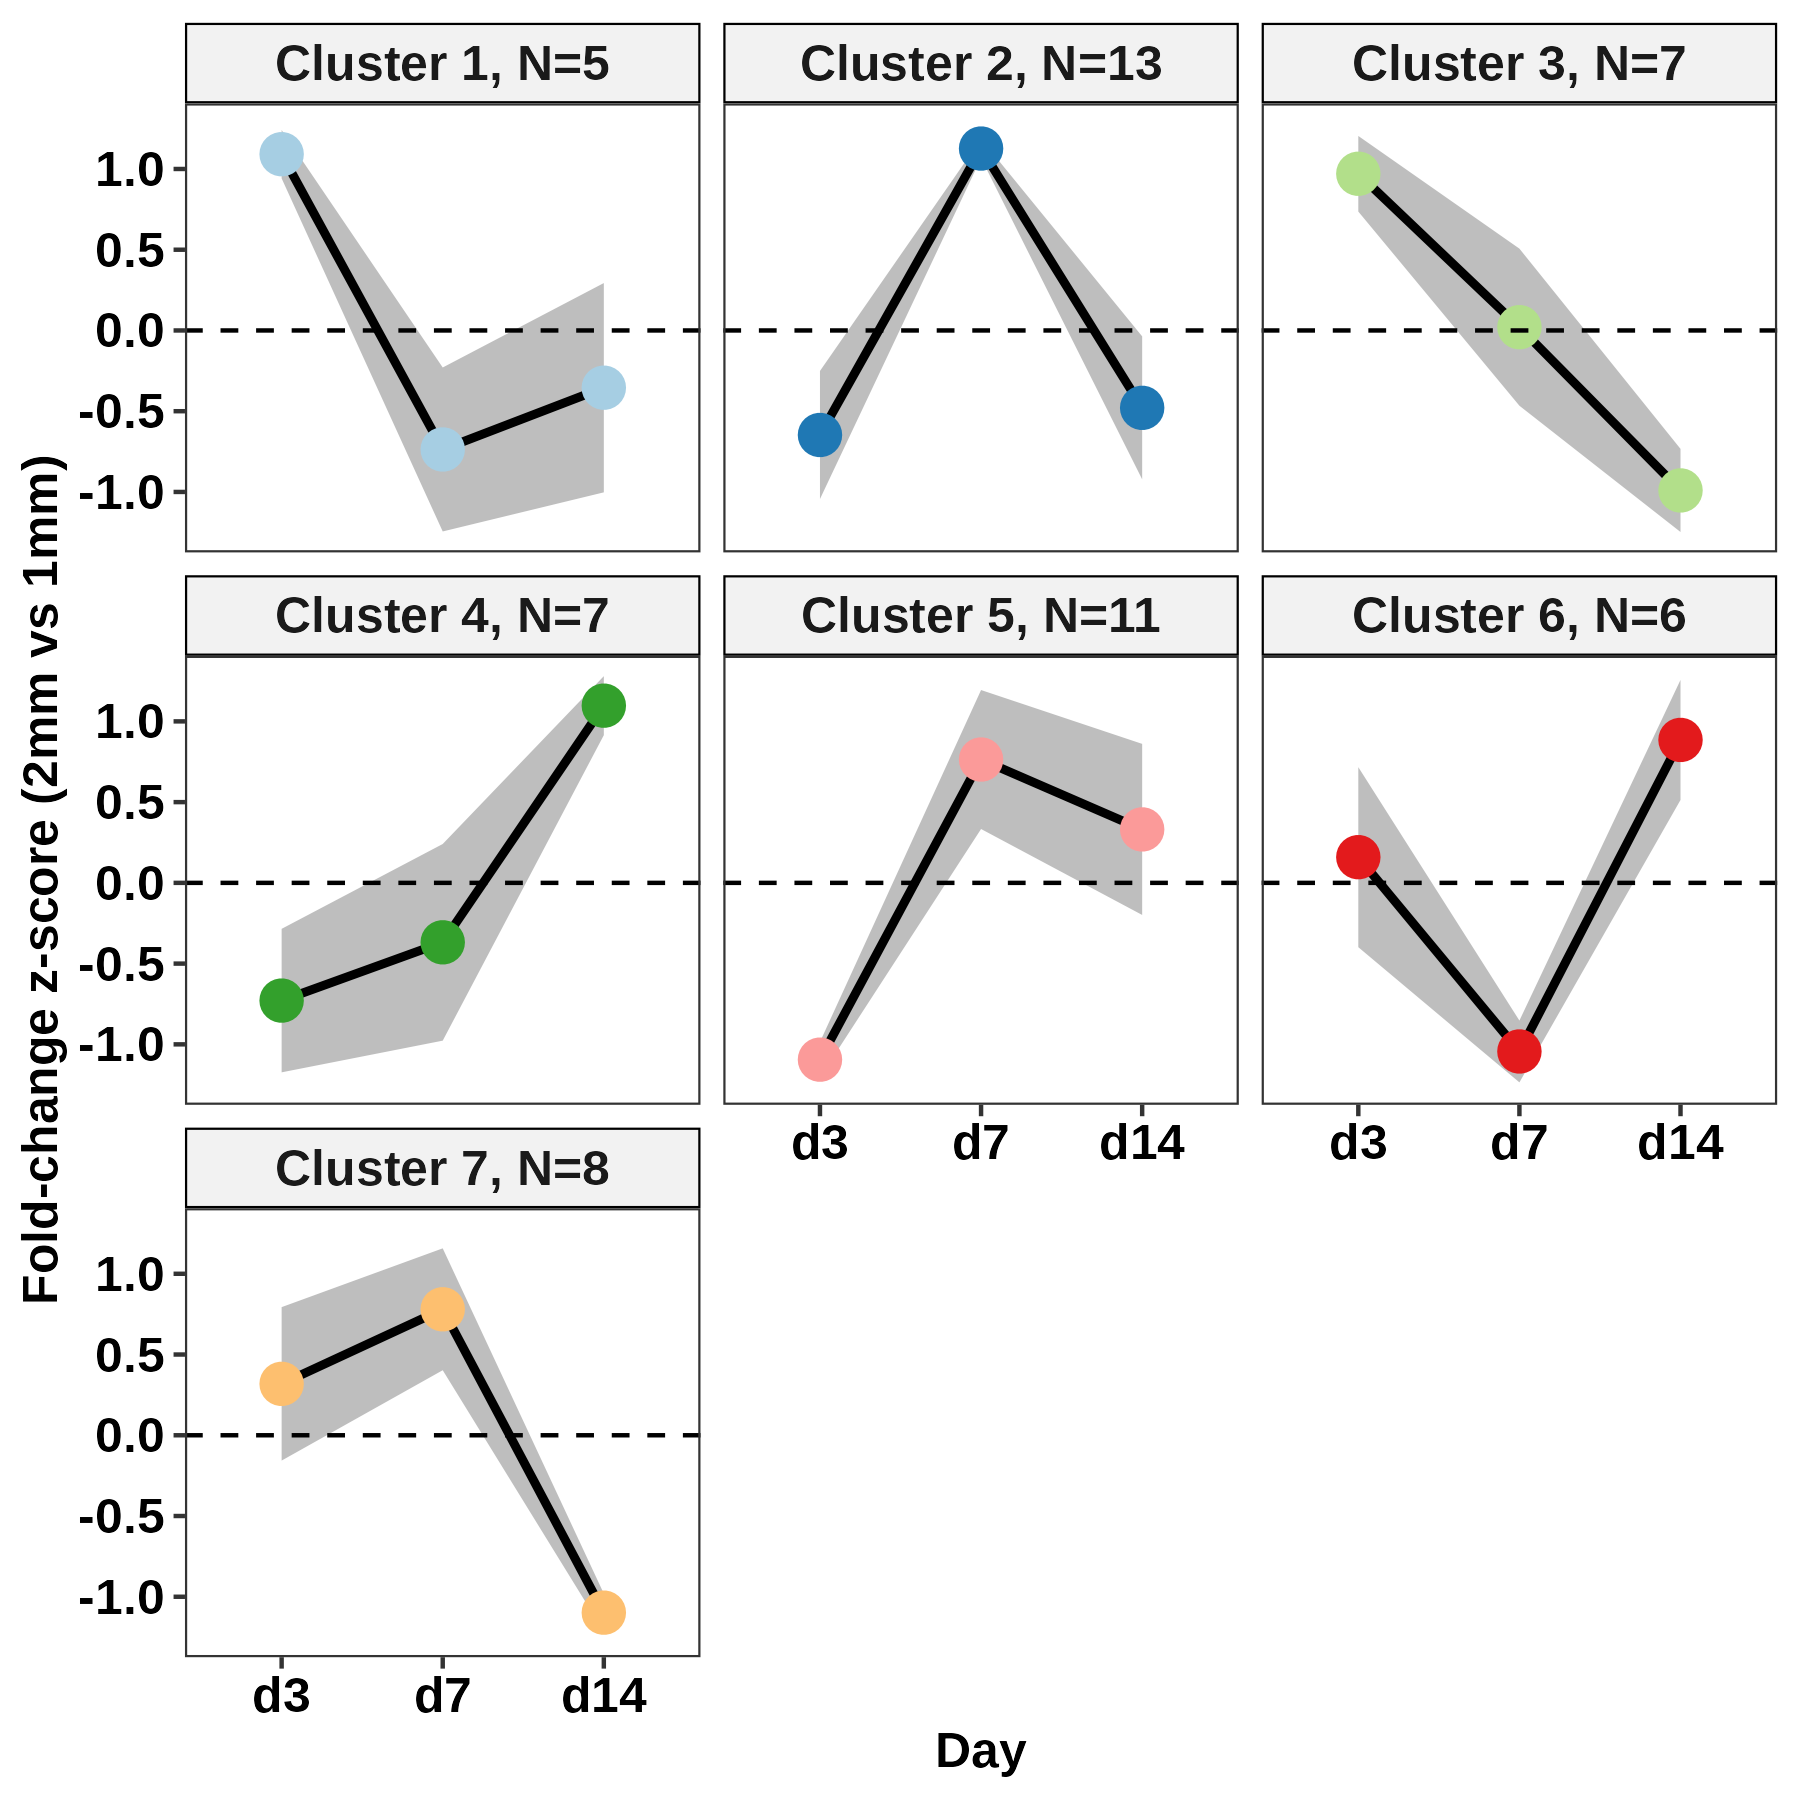 Cluster 1, N=5
Cluster 2, N=13
Cluster 3, N=7
1.0
0.5
0.0
-0.5
-1.0
Cluster 4, N=7
Cluster 5, N=11
Cluster 6, N=6
1.0
0.5
0.0
-0.5
-1.0
d3 d7 d14
d3 d7 d14
Cluster 7, N=8
1.0
0.5
0.0
-0.5
-1.0
d3 d7 d14
Day
Fold-change z-score (2mm vs 1mm)